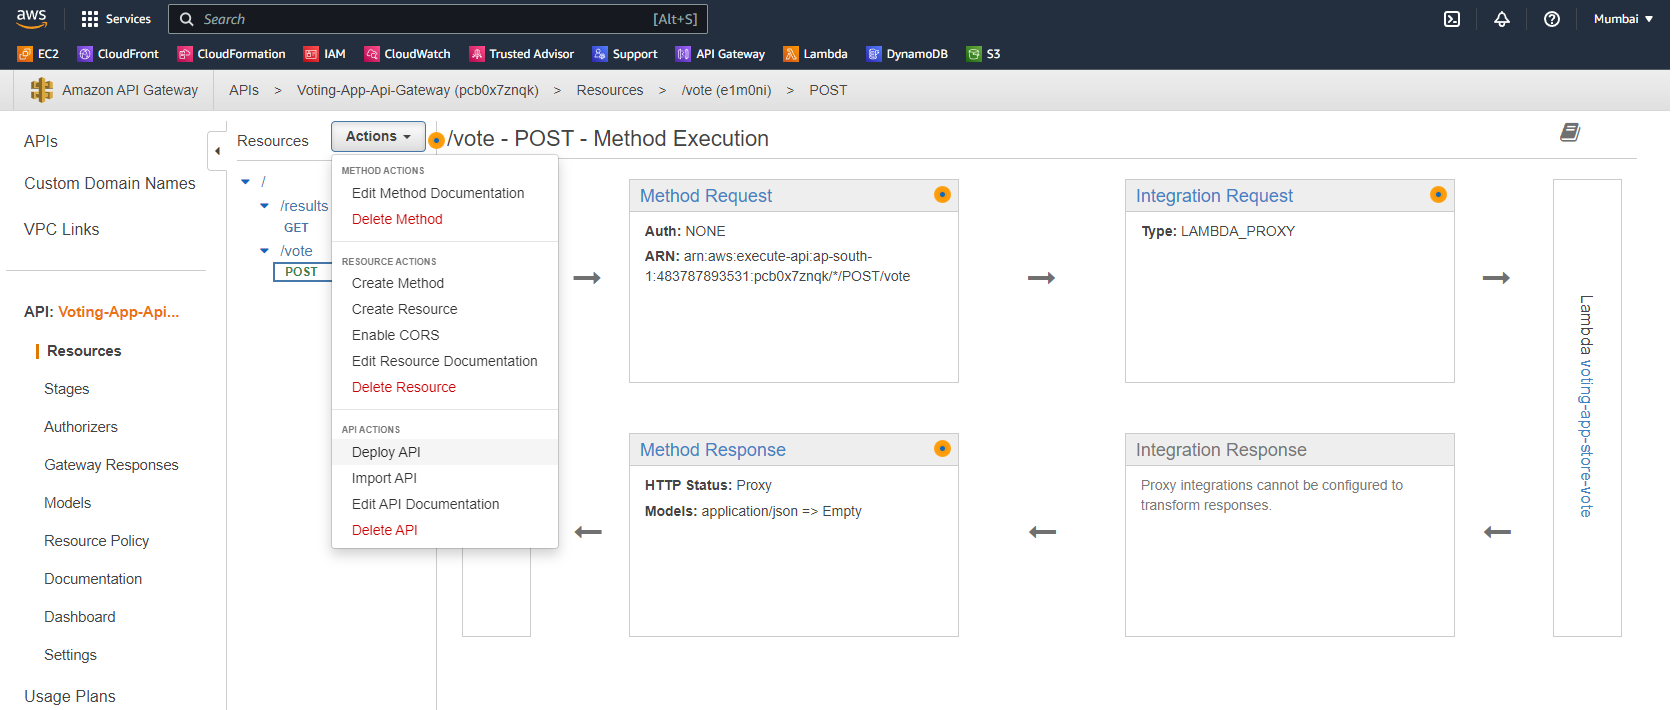 aws Services Search [Alt+S] Mumbai
EC2 CloudFront CloudFormation IAM CloudWatch Trusted Advisor Support API Gateway Lambda DynamoDB S3
Amazon API Gateway APIs > Voting-App-Api-Gateway (pcb0x7znqk) > Resources > /vote (e1m0ni) > POST
APIs
Custom Domain Names
VPC Links
API: Voting-App-Api...
Resources
Stages
Authorizers
Gateway Responses
Models
Resource Policy
Documentation
Dashboard
Settings
Usage Plans
Resources
Actions
/
/results
GET
/vote
POST
METHOD ACTIONS
Edit Method Documentation
Delete Method
RESOURCE ACTIONS
Create Method
Create Resource
Enable CORS
Edit Resource Documentation
Delete Resource
API ACTIONS
Deploy API
Import API
Edit API Documentation
Delete API
/vote - POST - Method Execution
Method Request
Auth: NONE
ARN: arn:aws:execute-api:ap-south-
1:483787893531:pcb0x7znqk/*/POST/vote
Integration Request
Type: LAMBDA_PROXY
Lambda voting-app-store-vote
Method Response
HTTP Status: Proxy
Models: application/json => Empty
Integration Response
Proxy integrations cannot be configured to
transform responses.